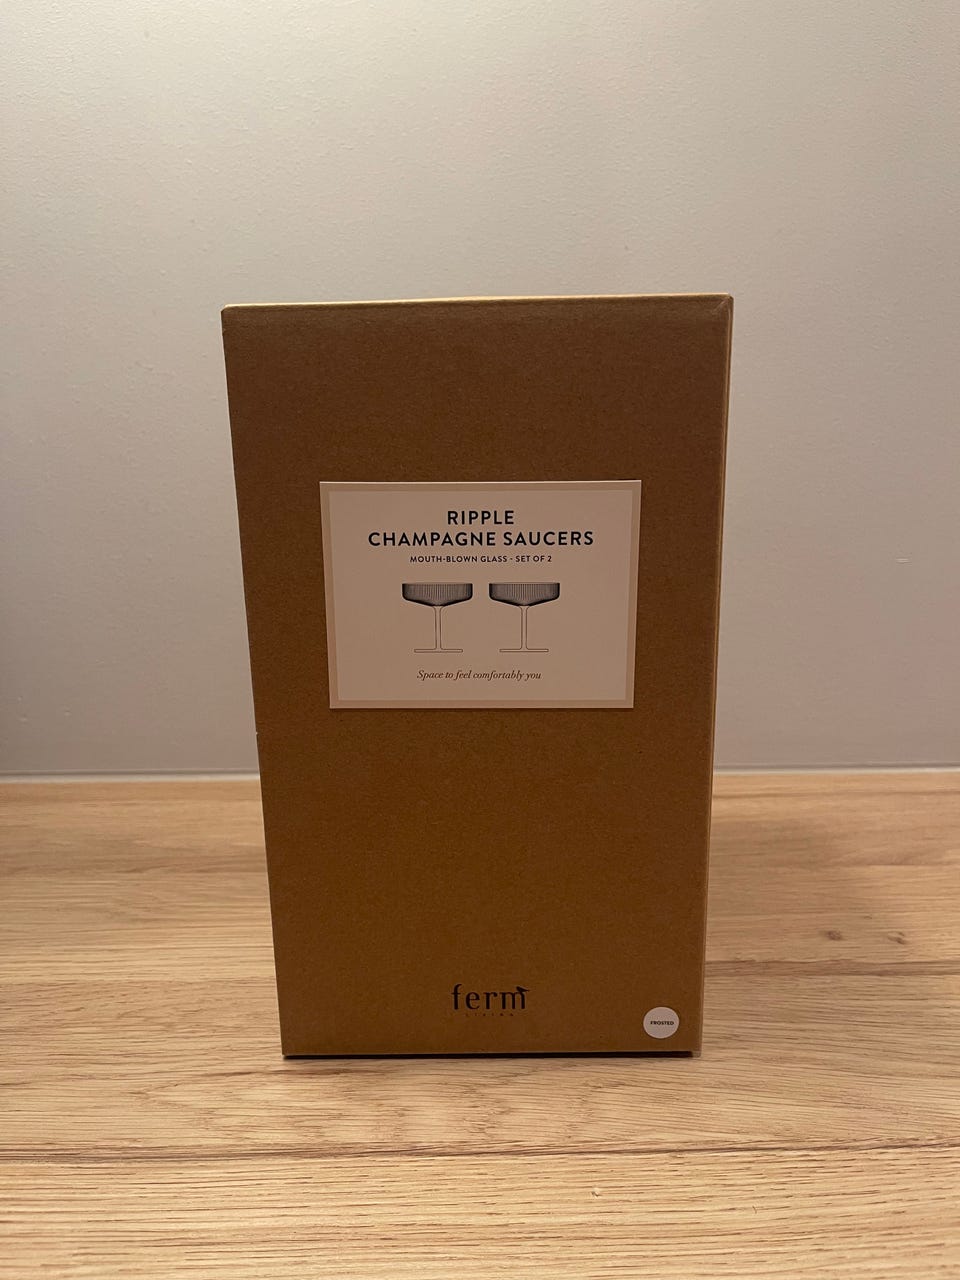 RIPPLE
CHAMPAGNE SAUCERS
MOUTH-BLOWN GLASS - SET OF 2
Space to feel comfortably you
ferm
LIVING
FROSTED